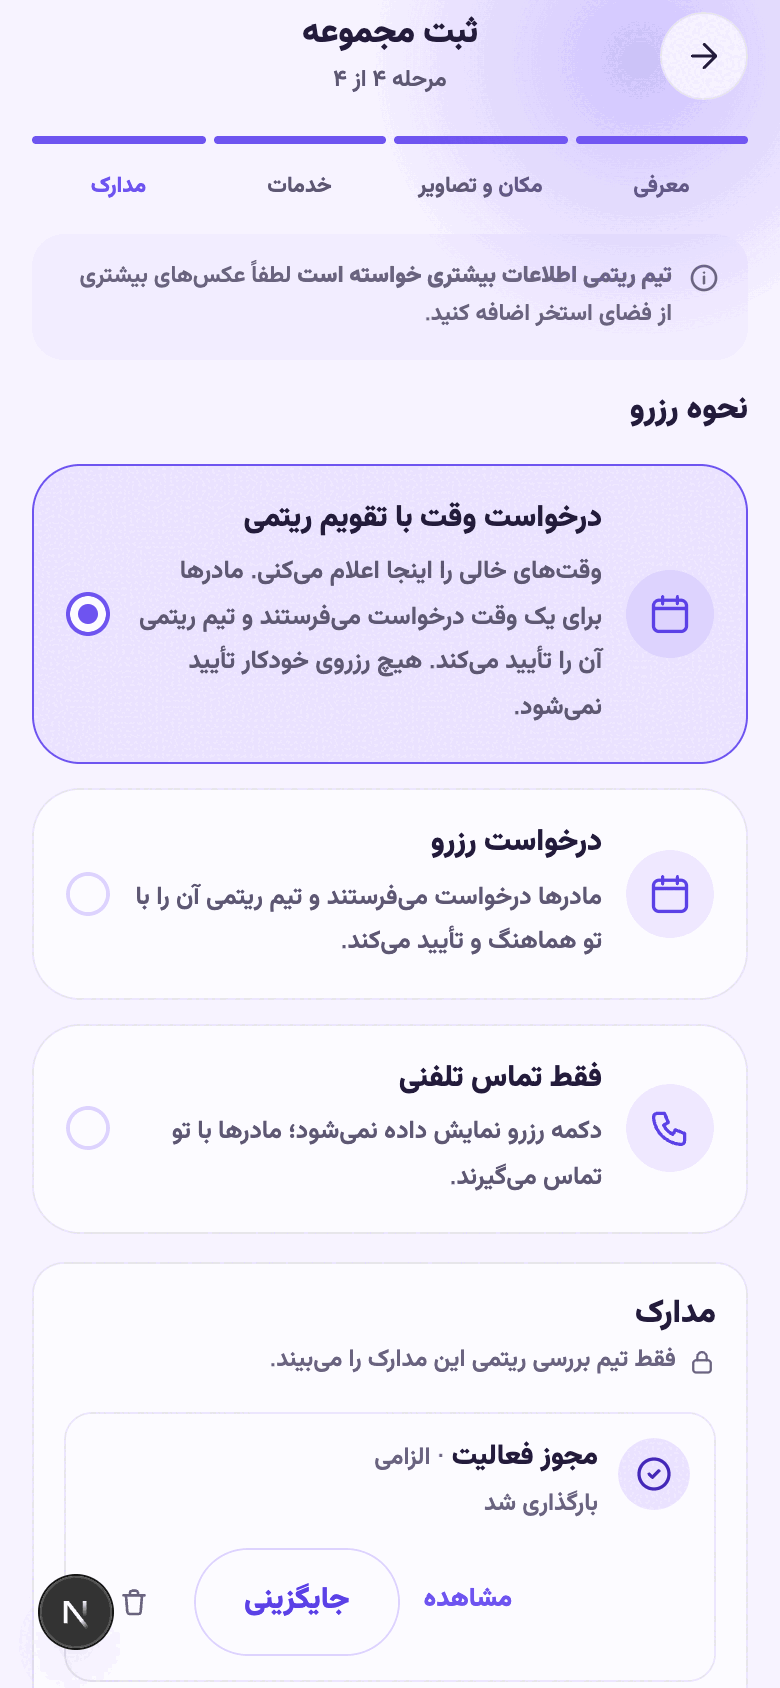 ثبت مجموعه
مرحله ۴ از ۴
معرفی
مکان و تصاویر
خدمات
مدارک
تیم ریتمی اطلاعات بیشتری خواسته است لطفاً عکس‌های بیشتری
از فضای استخر اضافه کنید.
نحوه رزرو
درخواست وقت با تقویم ریتمی
وقت‌های خالی را اینجا اعلام می‌کنی. مادرها
برای یک وقت درخواست می‌فرستند و تیم ریتمی
آن را تأیید می‌کند. هیچ رزروی خودکار تأیید
نمی‌شود.
درخواست رزرو
مادرها درخواست می‌فرستند و تیم ریتمی آن را با
تو هماهنگ و تأیید می‌کند.
فقط تماس تلفنی
دکمه رزرو نمایش داده نمی‌شود؛ مادرها با تو
تماس می‌گیرند.
مدارک
فقط تیم بررسی ریتمی این مدارک را می‌بیند.
مجوز فعالیت · الزامی
بارگذاری شد
مشاهده
جایگزینی
N